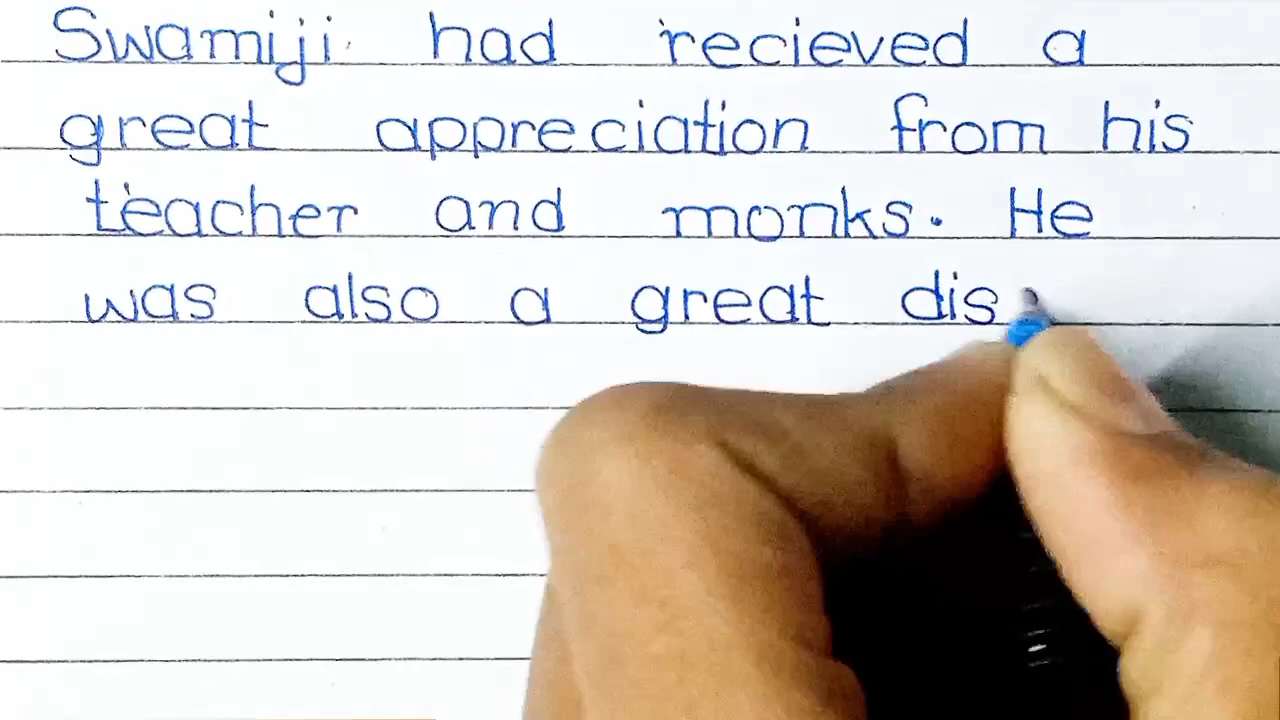 Swamiji had recieved a
great appreciation from his
teacher and monks. He
was also a great dis